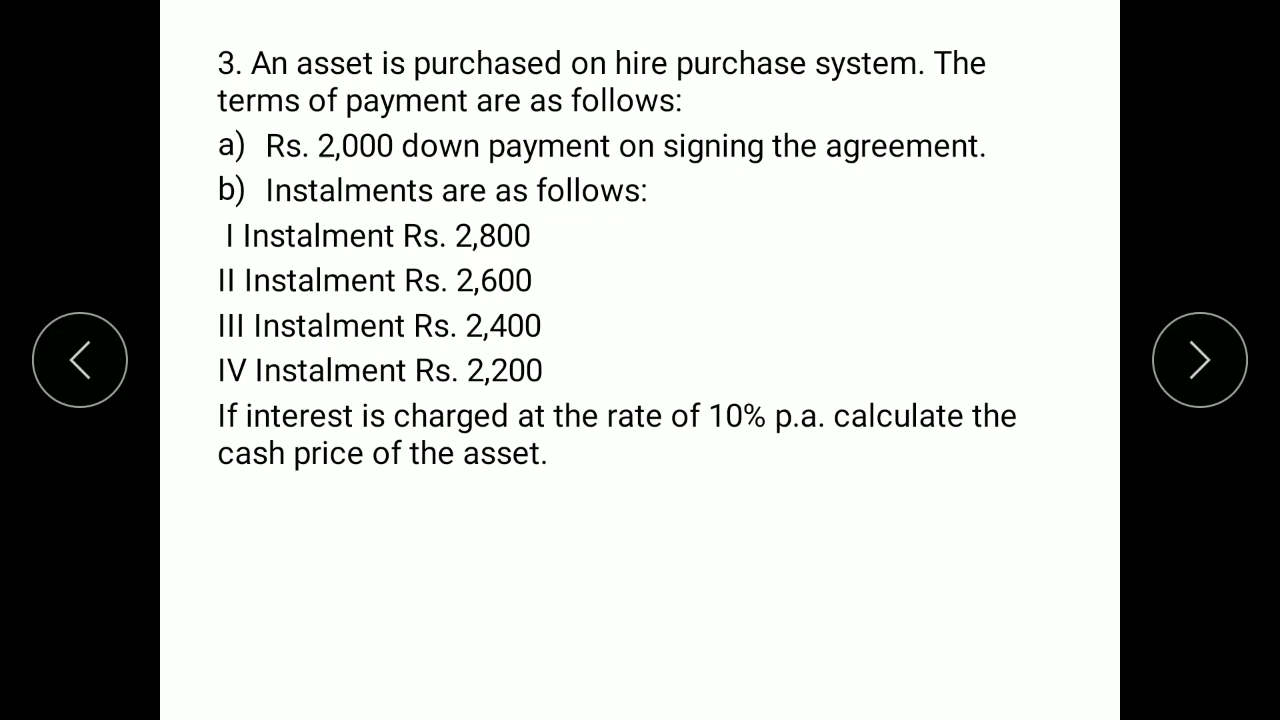 3. An asset is purchased on hire purchase system. The
terms of payment are as follows:
a) Rs. 2,000 down payment on signing the agreement.
b) Instalments are as follows:
I Instalment Rs. 2,800
II Instalment Rs. 2,600
III Instalment Rs. 2,400
IV Instalment Rs. 2,200
If interest is charged at the rate of 10% p.a. calculate the
cash price of the asset.